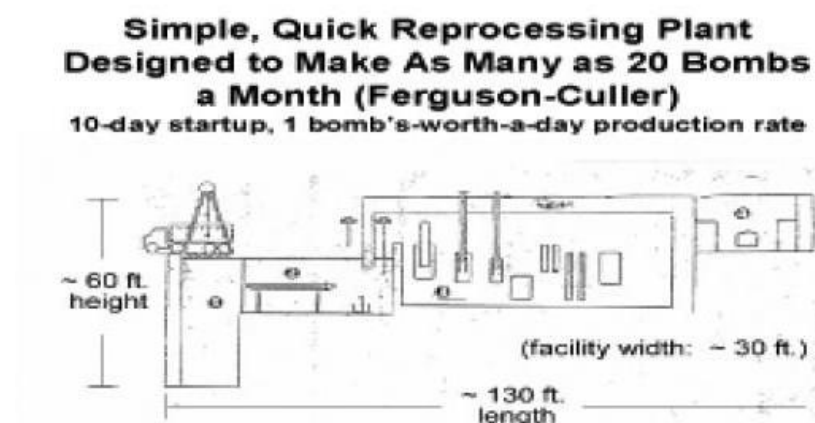 Simple, Quick Reprocessing Plant
Designed to Make As Many as 20 Bombs
a Month (Ferguson-Culler)
10-day startup, 1 bomb's-worth-a-day production rate
~ 60 ft.
height
(facility width: ~ 30 ft.)
~ 130 ft.
length